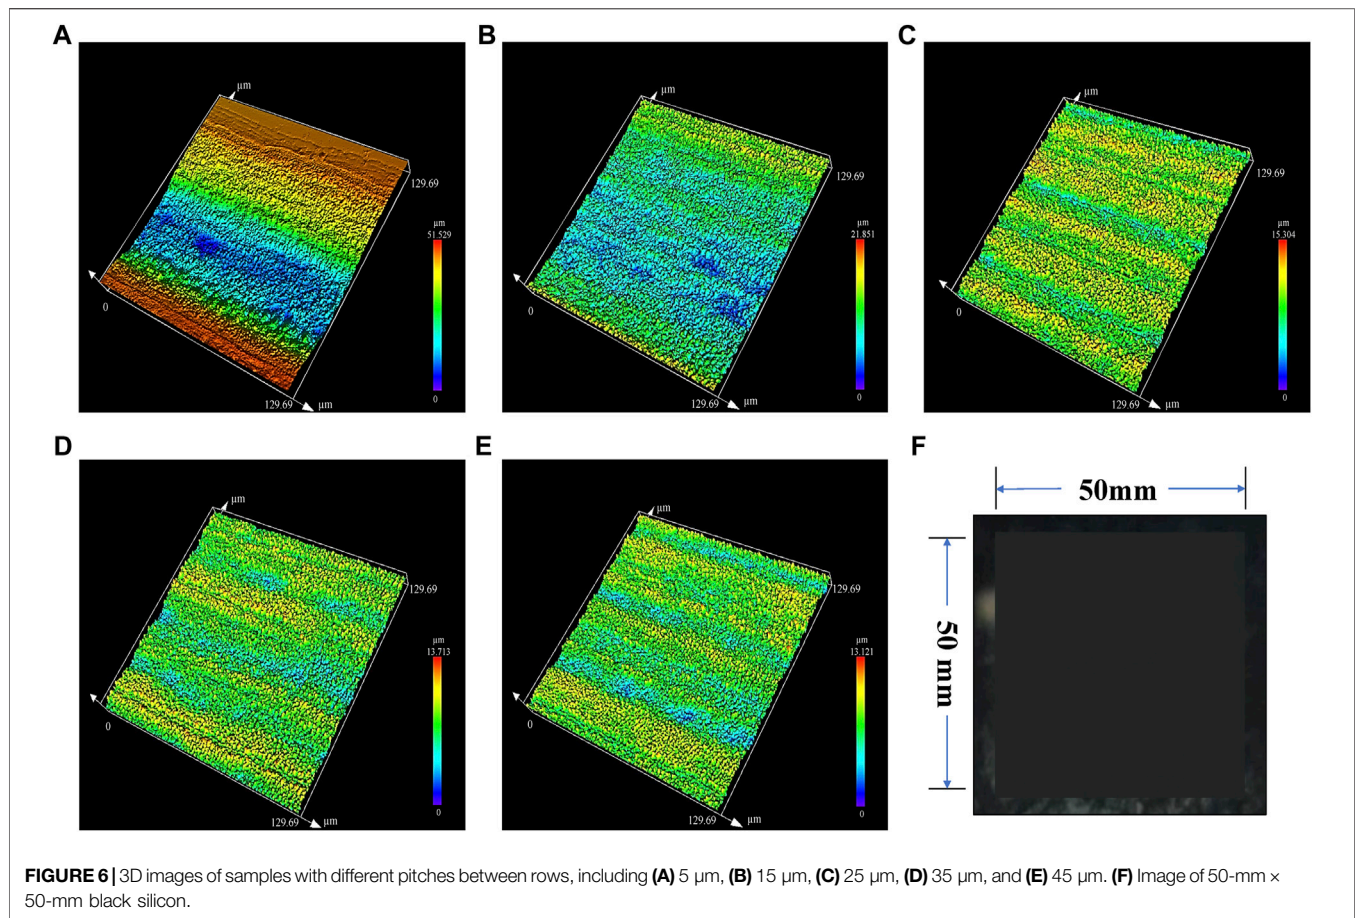 A
B
C
µm
129.69
µm
51.529
0
0
129.69
µm
µm
129.69
µm
21.851
0
0
129.69
µm
µm
129.69
µm
15.304
0
0
129.69
µm
D
E
F
µm
129.69
µm
13.713
0
0
129.69
µm
µm
129.69
µm
13.121
0
0
129.69
µm
50mm
50 mm
FIGURE 6 | 3D images of samples with different pitches between rows, including (A) 5 µm, (B) 15 µm, (C) 25 µm, (D) 35 µm, and (E) 45 µm. (F) Image of 50-mm ×
50-mm black silicon.